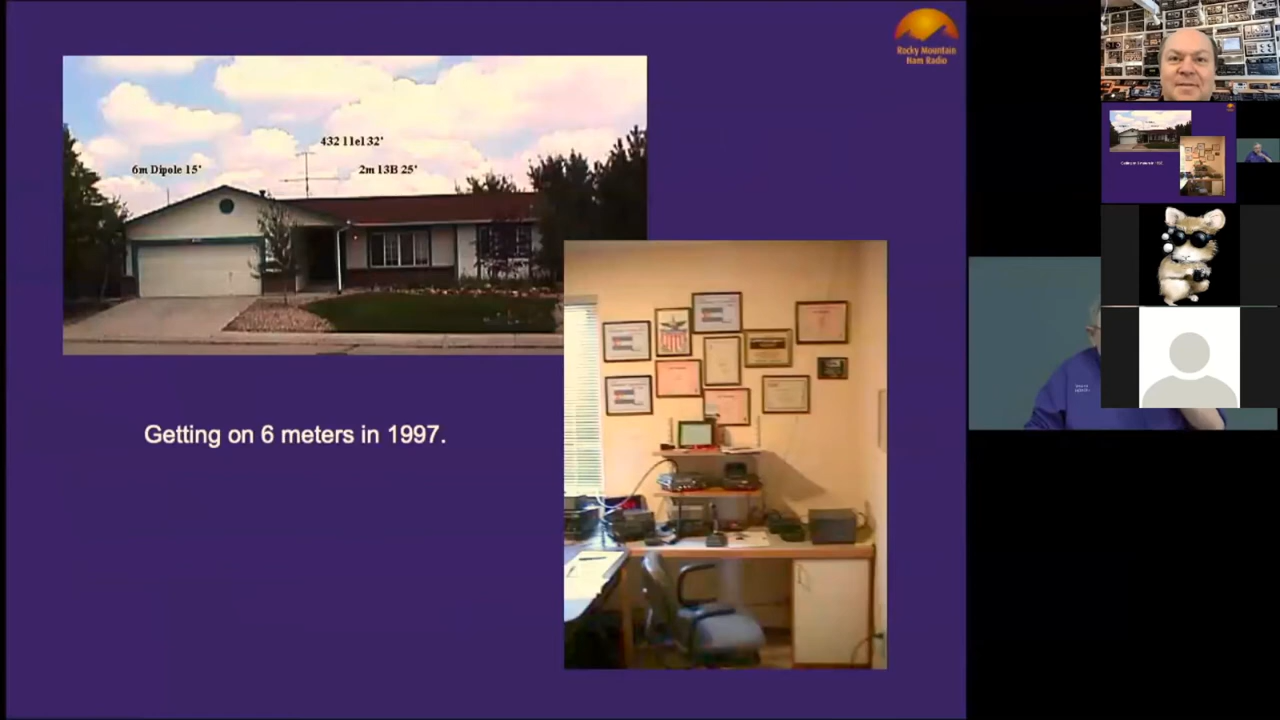 Rocky Mountain
Ham Radio
432 11el 32'
6m Dipole 15'
2m 13B 25'
Getting on 6 meters in 1997.